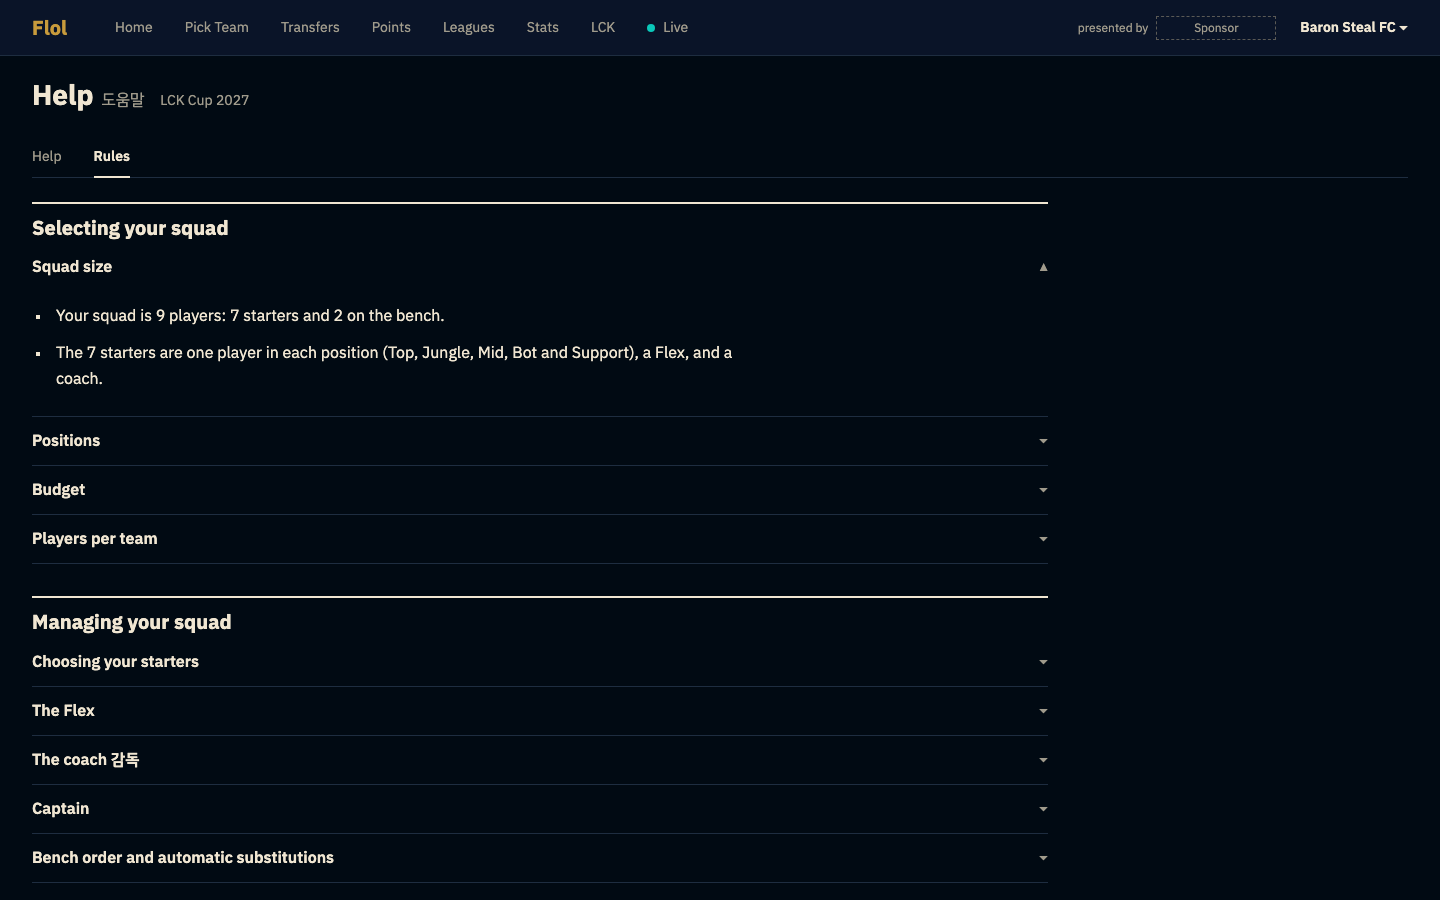 Flol Home Pick Team Transfers Points Leagues Stats LCK Live presented by Sponsor Baron Steal FC
Help 도움말 LCK Cup 2027
Help Rules
Selecting your squad
Squad size
Your squad is 9 players: 7 starters and 2 on the bench.
The 7 starters are one player in each position (Top, Jungle, Mid, Bot and Support), a Flex, and a
coach.
Positions
Budget
Players per team
Managing your squad
Choosing your starters
The Flex
The coach 감독
Captain
Bench order and automatic substitutions